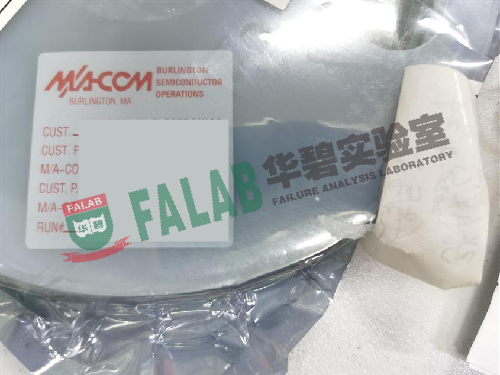 M/A-COM
BURLINGTON
SEMICONDUCTOR
OPERATIONS
BURLINGTON, MA
CUST.
CUST. P
M/A-CO
CUST. P.
M/A-
RUN#
FALAB
华碧
FALAB 华碧实验室
FAILURE ANALYSIS LABORATORY